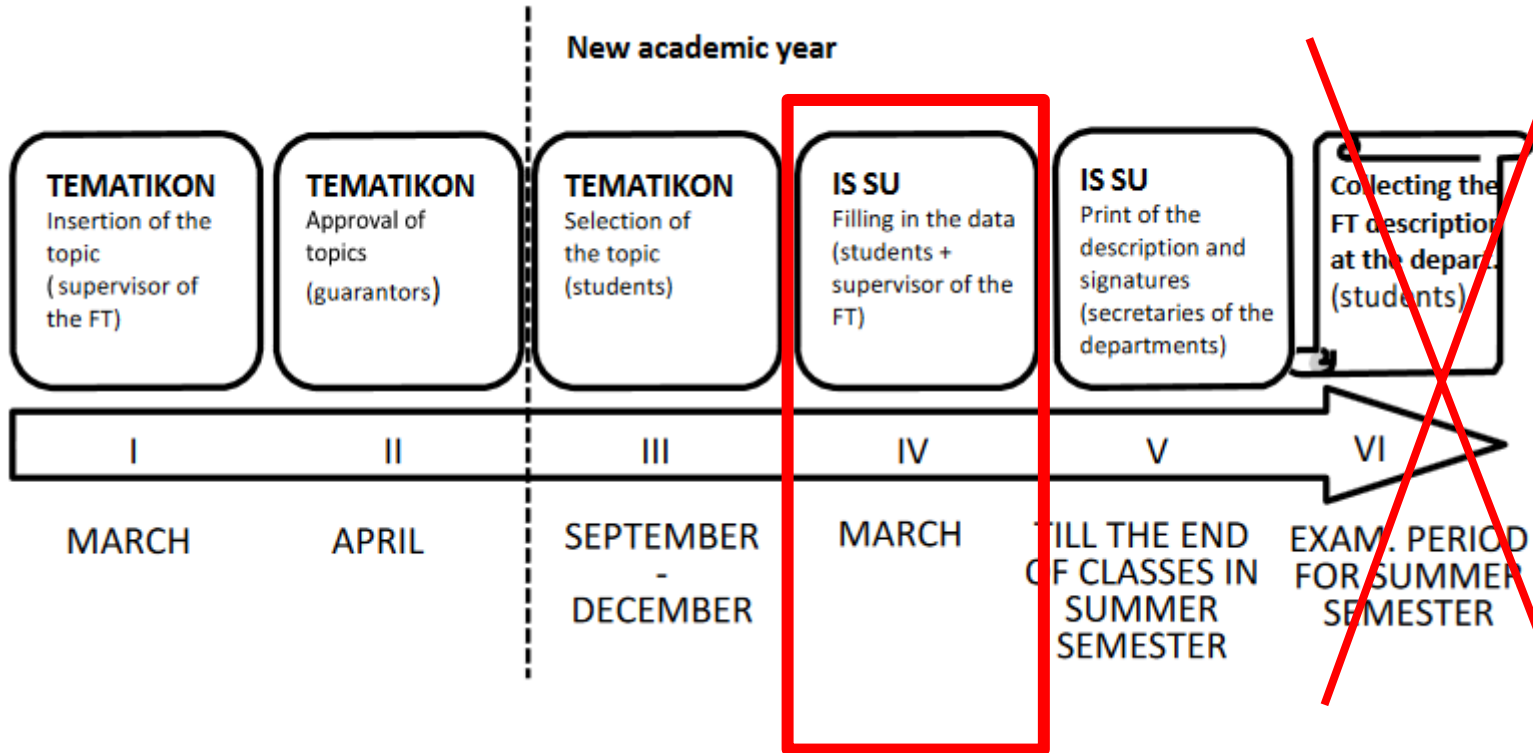 New academic year
TEMATIKON
Insertion of the
topic
( supervisor of
the FT)
TEMATIKON
Approval of
topics
(guarantors)
TEMATIKON
Selection of
the topic
(students)
IS SU
Filling in the data
(students +
supervisor of the
FT)
IS SU
Print of the
description and
signatures
(secretaries of the
departments)
Collecting the
FT description
at the depart.
(students)
I
II
III
IV
V
VI
MARCH
APRIL
SEPTEMBER
-
DECEMBER
MARCH
TILL THE END
OF CLASSES IN
SUMMER
SEMESTER
EXAM. PERIOD
FOR SUMMER
SEMESTER